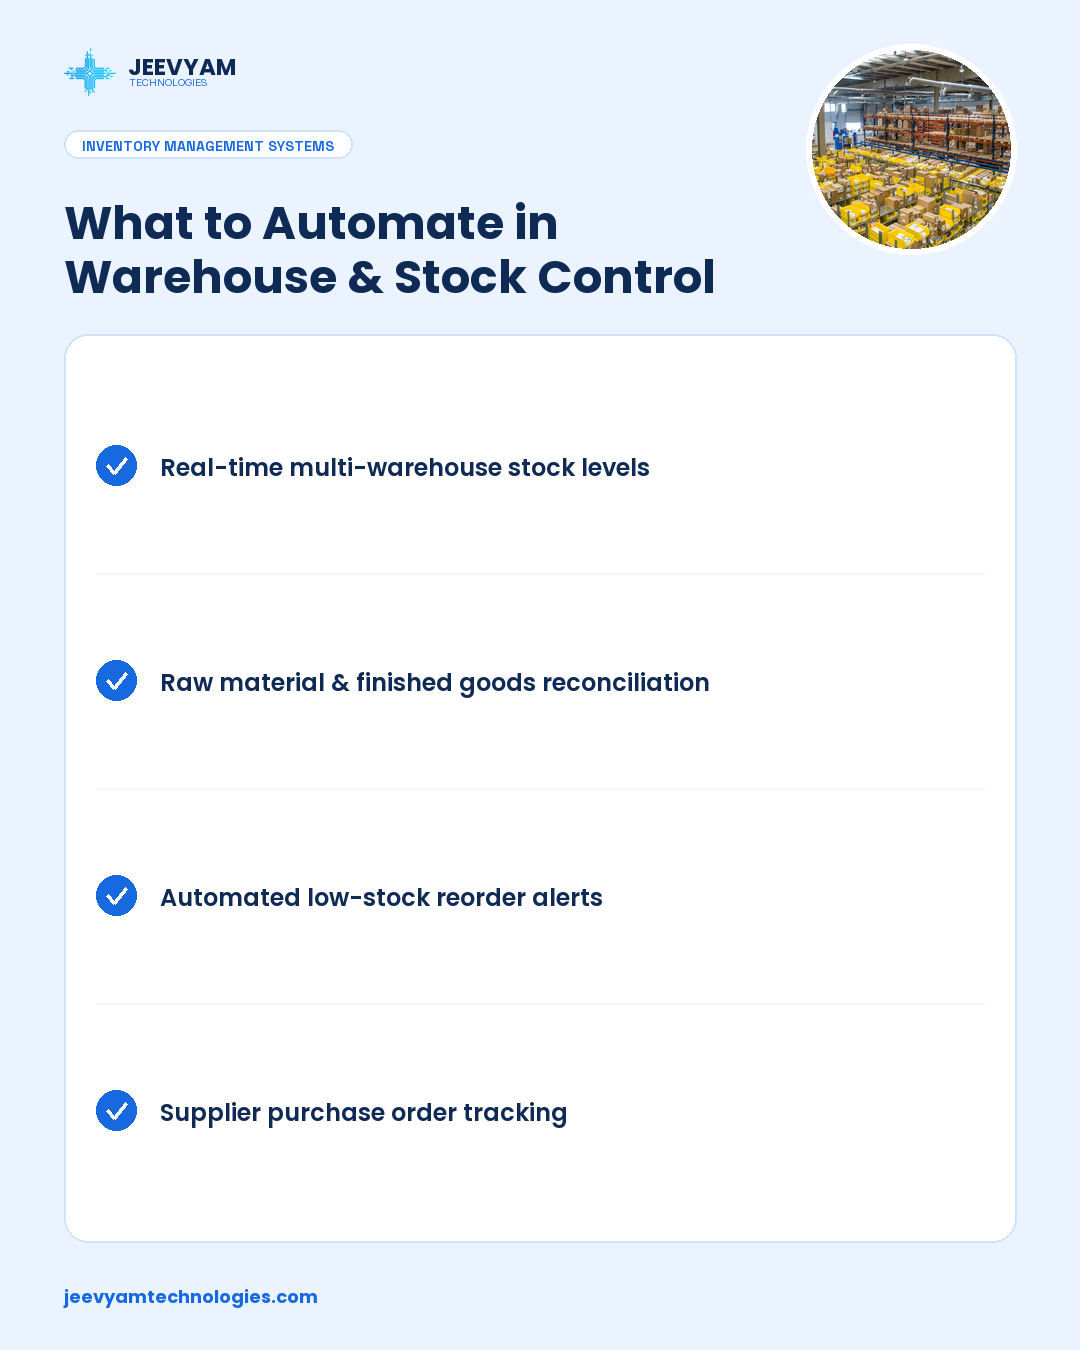 JEEVYAM
TECHNOLOGIES
INVENTORY MANAGEMENT SYSTEMS
What to Automate in
Warehouse & Stock Control
Real-time multi-warehouse stock levels
Raw material & finished goods reconciliation
Automated low-stock reorder alerts
Supplier purchase order tracking
jeevyamtechnologies.com